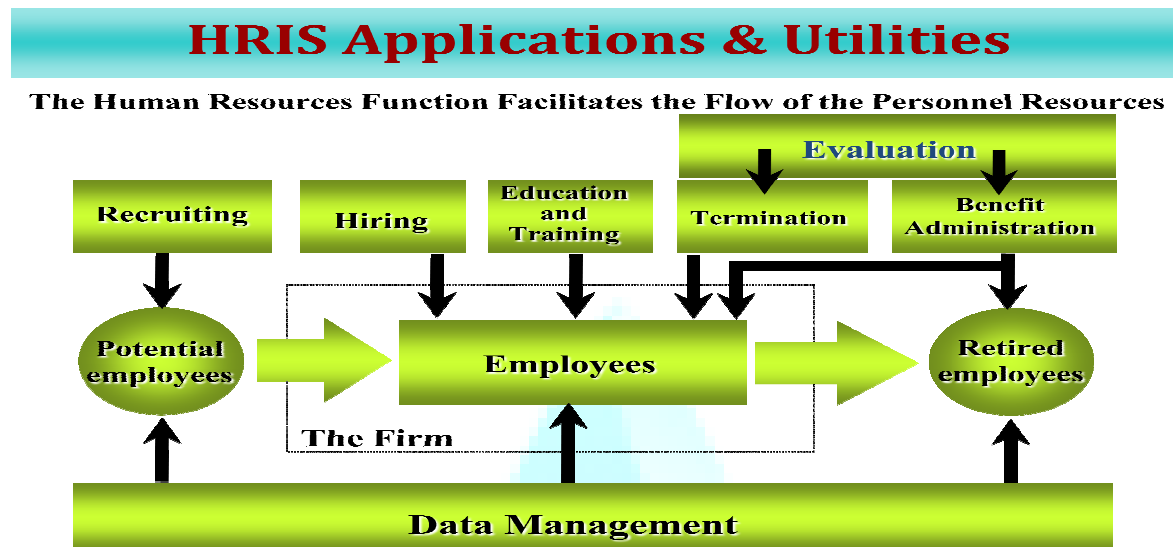 HRIS Applications & Utilities
The Human Resources Function Facilitates the Flow of the Personnel Resources
Evaluation
Recruiting
Hiring
Education
and
Training
Termination
Benefit
Administration
Potential
employees
Employees
Retired
employees
The Firm
Data Management